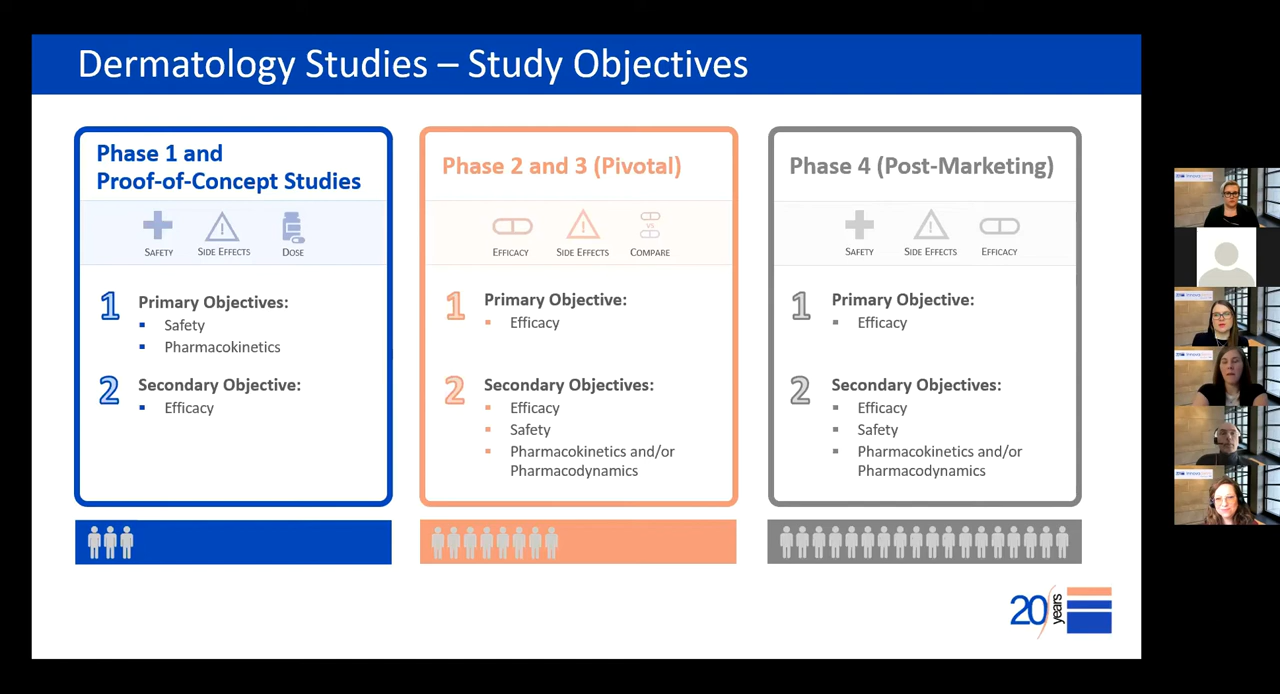 Dermatology Studies – Study Objectives
Phase 1 and
Proof-of-Concept Studies
SAFETY
SIDE EFFECTS
DOSE
1 Primary Objectives:
Safety
Pharmacokinetics
2 Secondary Objective:
Efficacy
Phase 2 and 3 (Pivotal)
VS
EFFICACY
SIDE EFFECTS
COMPARE
1 Primary Objective:
Efficacy
2 Secondary Objectives:
Efficacy
Safety
Pharmacokinetics and/or
Pharmacodynamics
Phase 4 (Post-Marketing)
SAFETY
SIDE EFFECTS
EFFICACY
1 Primary Objective:
Efficacy
2 Secondary Objectives:
Efficacy
Safety
Pharmacokinetics and/or
Pharmacodynamics
20 years